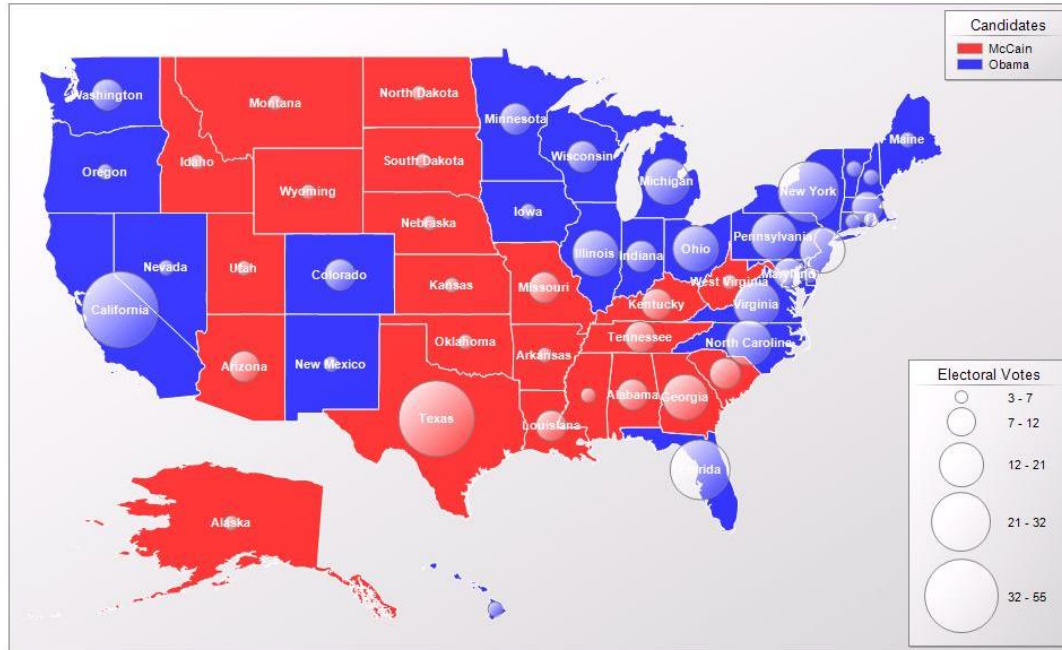 Candidates
McCain
Obama
Washington
Montana
North Dakota
Minnesota
Maine
Oregon
Idaho
South Dakota
Wisconsin
Michigan
New York
Wyoming
Nebraska
Iowa
Pennsylvania
Nevada
Utah
Colorado
Illinois
Indiana
Ohio
Maryland
California
Kansas
Missouri
West Virginia
Kentucky
Virginia
Oklahoma
Tennessee
North Carolina
Arizona
New Mexico
Arkansas
Texas
Louisiana
Alabama
Georgia
Florida
Alaska
Electoral Votes
3 - 7
7 - 12
12 - 21
21 - 32
32 - 55